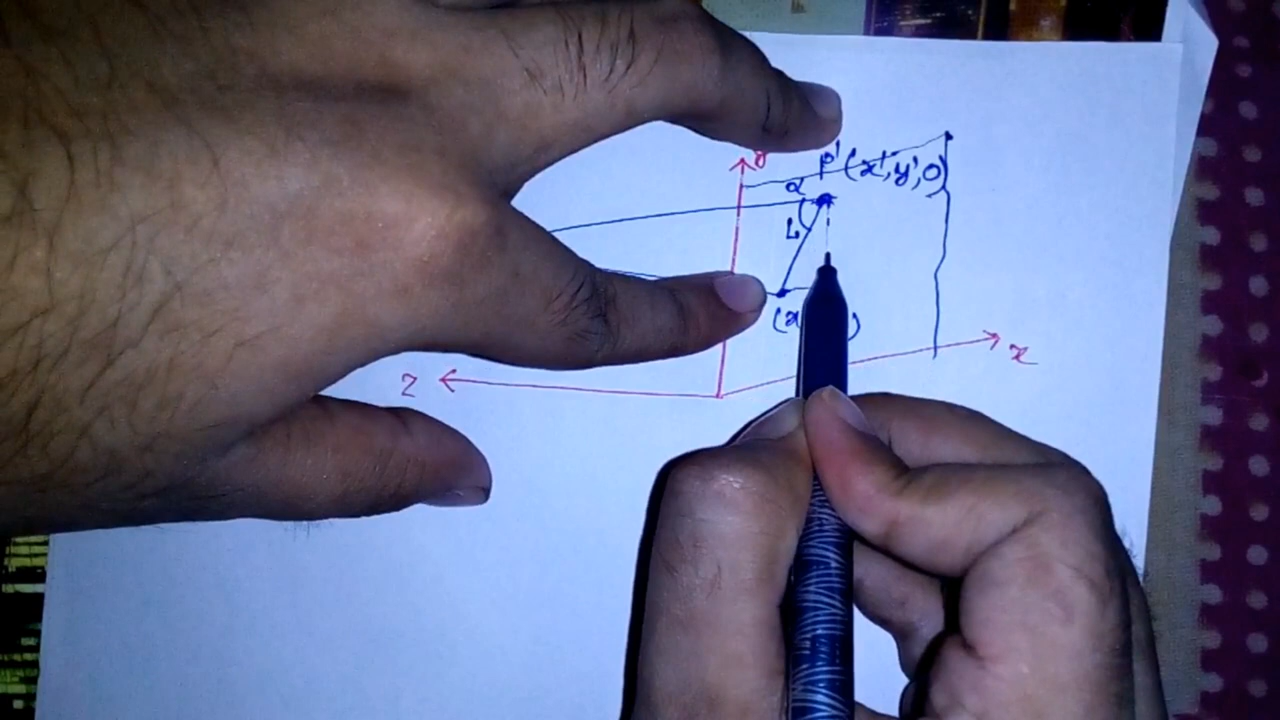 y
P' (x', y', 0)
α
L
(x )
z
x